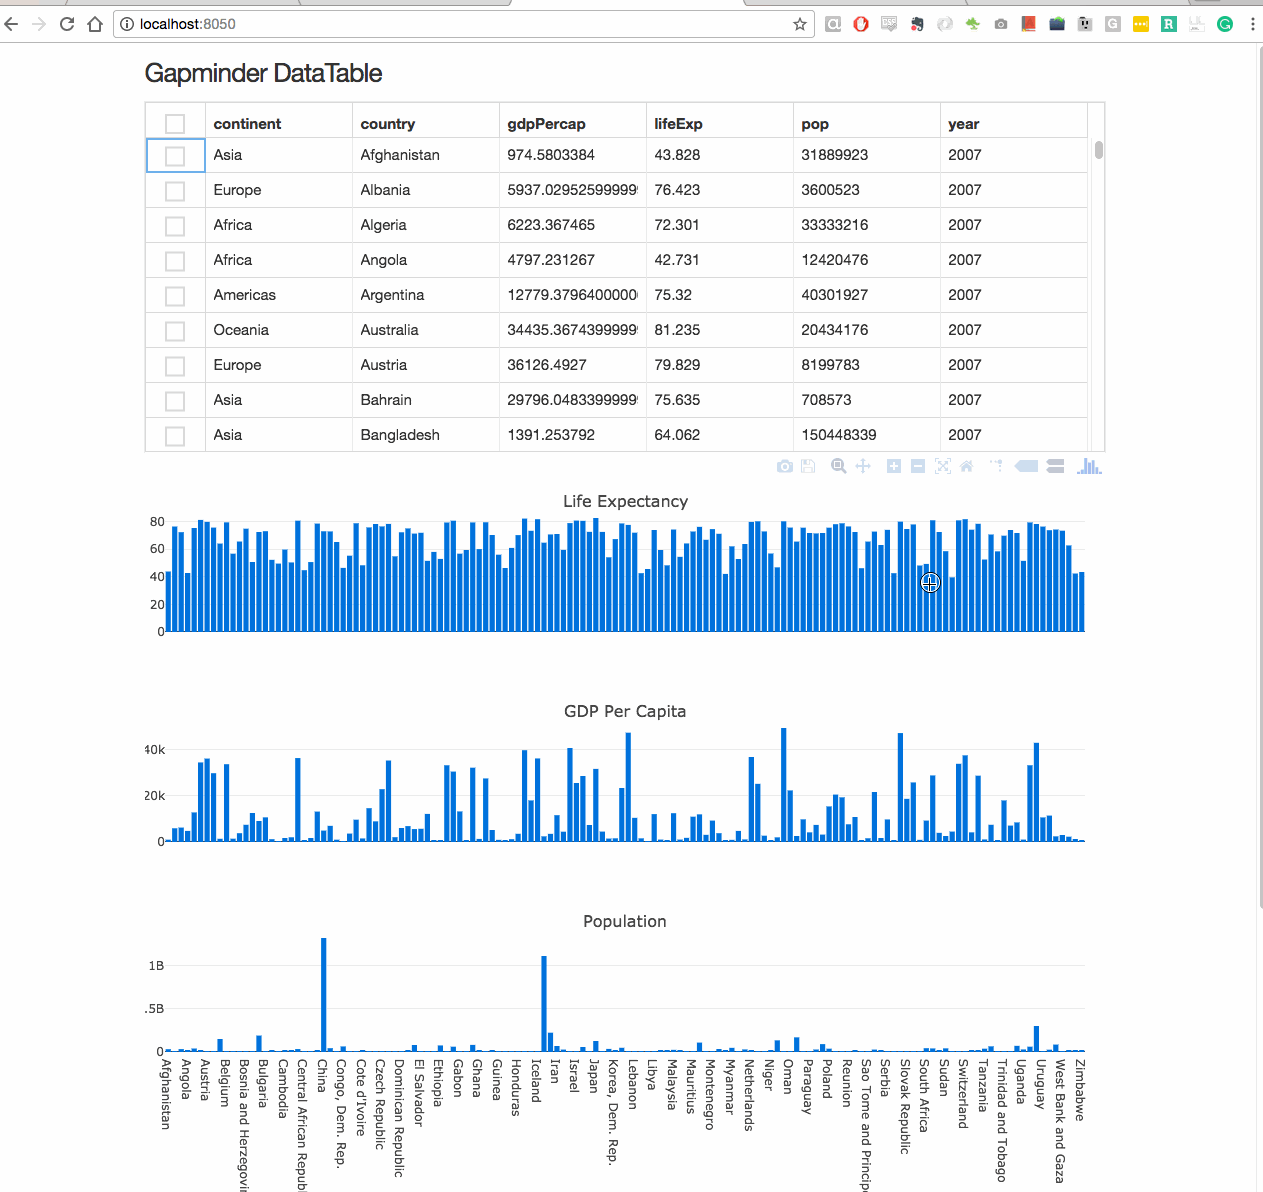 localhost:8050
Gapminder DataTable
continent country gdpPercap lifeExp pop year
Asia Afghanistan 974.5803384 43.828 31889923 2007
Europe Albania 5937.02952599999 76.423 3600523 2007
Africa Algeria 6223.367465 72.301 33333216 2007
Africa Angola 4797.231267 42.731 12420476 2007
Americas Argentina 12779.3796400000 75.32 40301927 2007
Oceania Australia 34435.3674399999 81.235 20434176 2007
Europe Austria 36126.4927 79.829 8199783 2007
Asia Bahrain 29796.0483399999 75.635 708573 2007
Asia Bangladesh 1391.253792 64.062 150448339 2007
Life Expectancy
80
60
40
20
0
GDP Per Capita
40k
20k
0
Population
1B
.5B
0
Afghanistan
Angola
Austria
Belgium
Bosnia and Herzegovin
Bulgaria
Cambodia
Central African Republ
China
Congo, Dem. Rep.
Cote d'Ivoire
Czech Republic
Dominican Republic
El Salvador
Ethiopia
Gabon
Ghana
Guinea
Honduras
Iceland
Iran
Israel
Japan
Korea, Dem. Rep.
Lebanon
Libya
Malaysia
Mauritius
Montenegro
Myanmar
Netherlands
Niger
Oman
Paraguay
Poland
Reunion
Sao Tome and Principe
Serbia
Slovak Republic
South Africa
Sudan
Switzerland
Tanzania
Trinidad and Tobago
Uganda
Uruguay
West Bank and Gaza
Zimbabwe